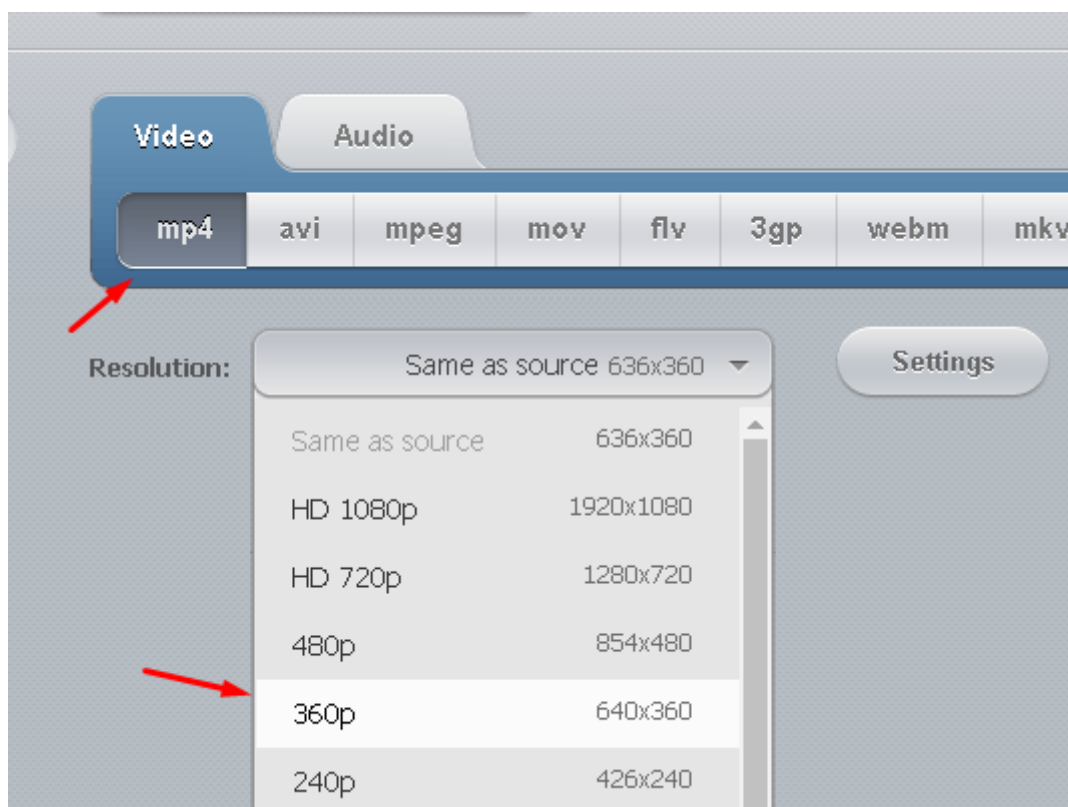 Video Audio
mp4 avi mpeg mov flv 3gp webm mkv
Resolution: Same as source 636x360 Settings
Same as source 636x360
HD 1080p 1920x1080
HD 720p 1280x720
480p 854x480
360p 640x360
240p 426x240